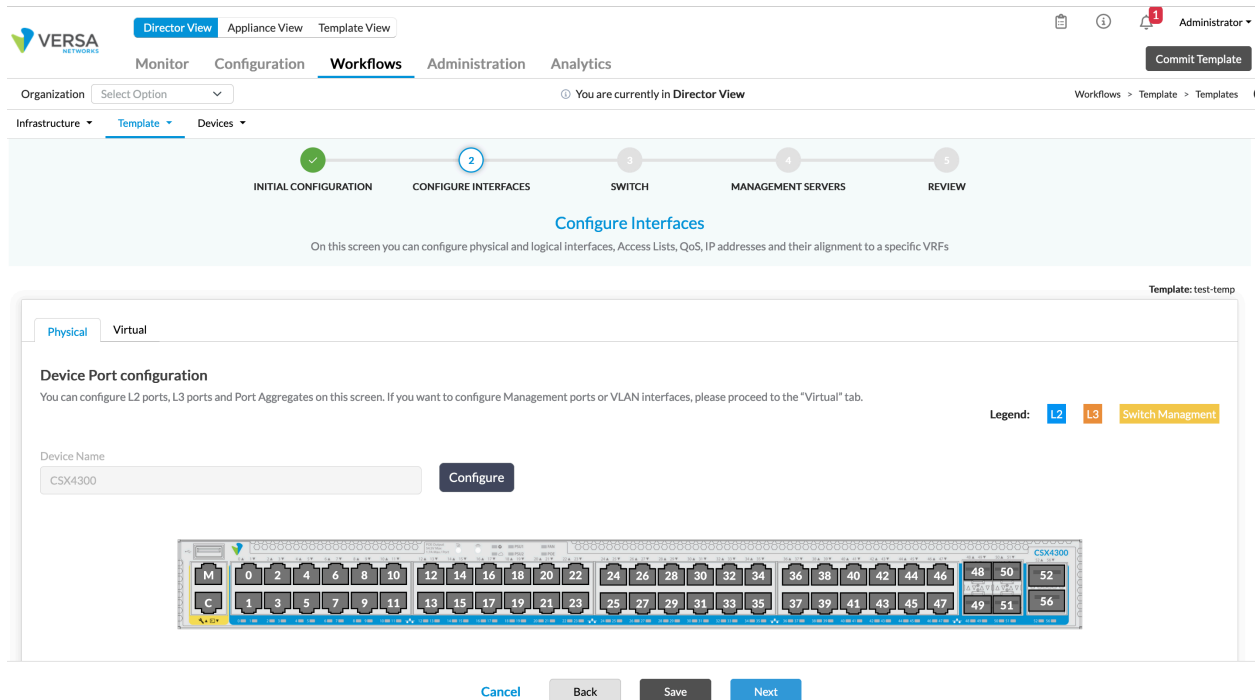 Director View Appliance View Template View
1
Administrator
VERSA
NETWORKS
Monitor Configuration Workflows Administration Analytics
Commit Template
Organization Select Option
You are currently in Director View
Workflows > Template > Templates
Infrastructure Template Devices
2 3 4 5
INITIAL CONFIGURATION CONFIGURE INTERFACES SWITCH MANAGEMENT SERVERS REVIEW
Configure Interfaces
On this screen you can configure physical and logical interfaces, Access Lists, QoS, IP addresses and their alignment to a specific VRFs
Template: test-temp
Physical Virtual
Device Port configuration
You can configure L2 ports, L3 ports and Port Aggregates on this screen. If you want to configure Management ports or VLAN interfaces, please proceed to the "Virtual" tab.
Legend: L2 L3 Switch Managment
Device Name
CSX4300
Configure
CSX4300
M 0 2 4 6 8 10 12 14 16 18 20 22 24 26 28 30 32 34 36 38 40 42 44 46 48 50 52
C 1 3 5 7 9 11 13 15 17 19 21 23 25 27 29 31 33 35 37 39 41 43 45 47 49 51 56
Cancel Back Save Next